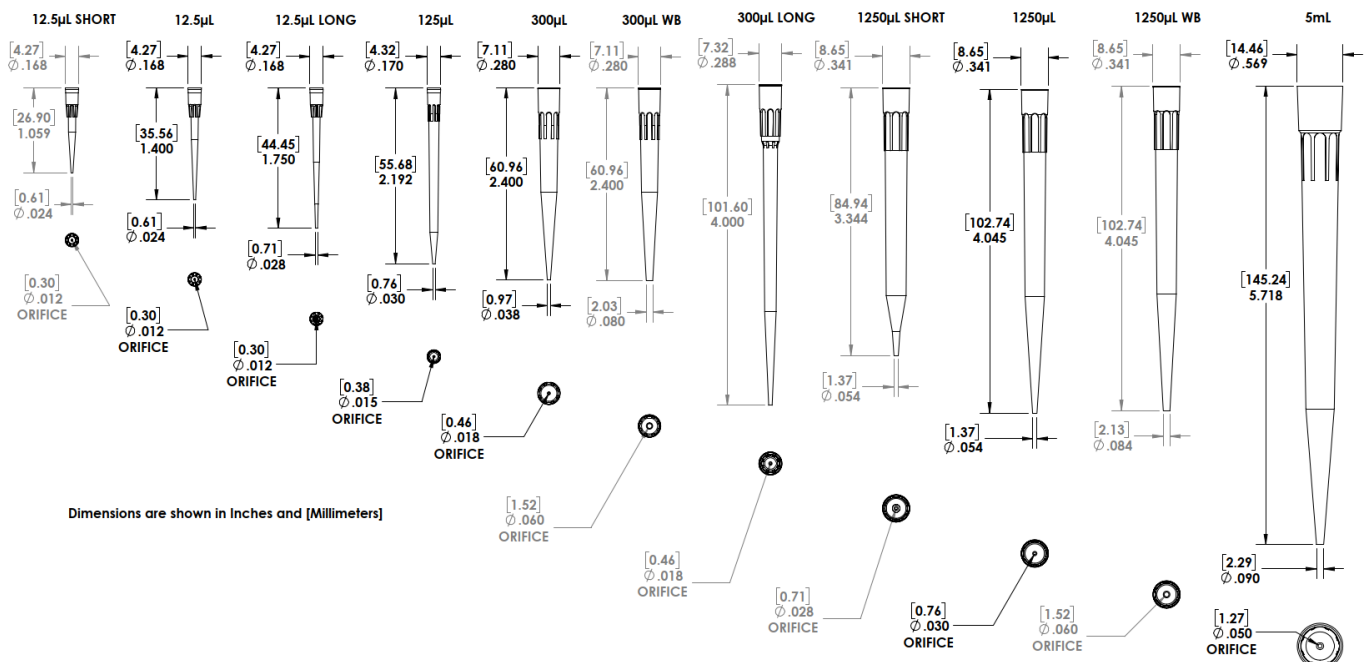 12.5µL SHORT
[4.27]
Ø .168
[26.90]
1.059
[0.61]
Ø .024
[0.30]
Ø .012
ORIFICE
12.5µL
[4.27]
Ø .168
[35.56]
1.400
[0.61]
Ø .024
[0.30]
Ø .012
ORIFICE
12.5µL LONG
[4.27]
Ø .168
[44.45]
1.750
[0.71]
Ø .028
[0.30]
Ø .012
ORIFICE
125µL
[4.32]
Ø .170
[55.68]
2.192
[0.76]
Ø .030
[0.38]
Ø .015
ORIFICE
300µL
[7.11]
Ø .280
[60.96]
2.400
[0.97]
Ø .038
[0.46]
Ø .018
ORIFICE
300µL WB
[7.11]
Ø .280
[60.96]
2.400
[2.03]
Ø .080
[1.52]
Ø .060
ORIFICE
300µL LONG
[7.32]
Ø .288
[101.60]
4.000
[0.46]
Ø .018
ORIFICE
1250µL SHORT
[8.65]
Ø .341
[84.94]
3.344
[1.37]
Ø .054
[0.71]
Ø .028
ORIFICE
1250µL
[8.65]
Ø .341
[102.74]
4.045
[1.37]
Ø .054
[0.76]
Ø .030
ORIFICE
1250µL WB
[8.65]
Ø .341
[102.74]
4.045
[2.13]
Ø .084
[1.52]
Ø .060
ORIFICE
5mL
[14.46]
Ø .569
[145.24]
5.718
[2.29]
Ø .090
[1.27]
Ø .050
ORIFICE
Dimensions are shown in Inches and [Millimeters]